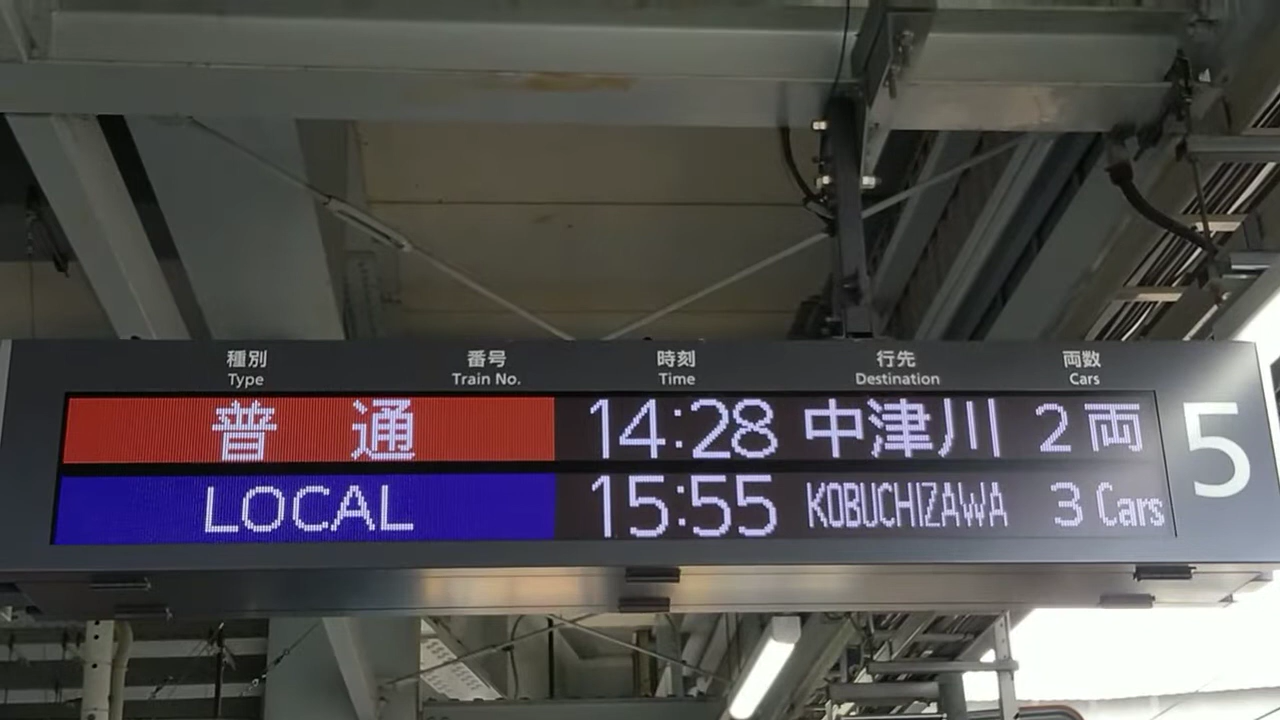 種別 番号 時刻 行先 両数
Type Train No. Time Destination Cars
普通 14:28 中津川 2両
LOCAL 15:55 KOBUCHIZAWA 3 Cars
5